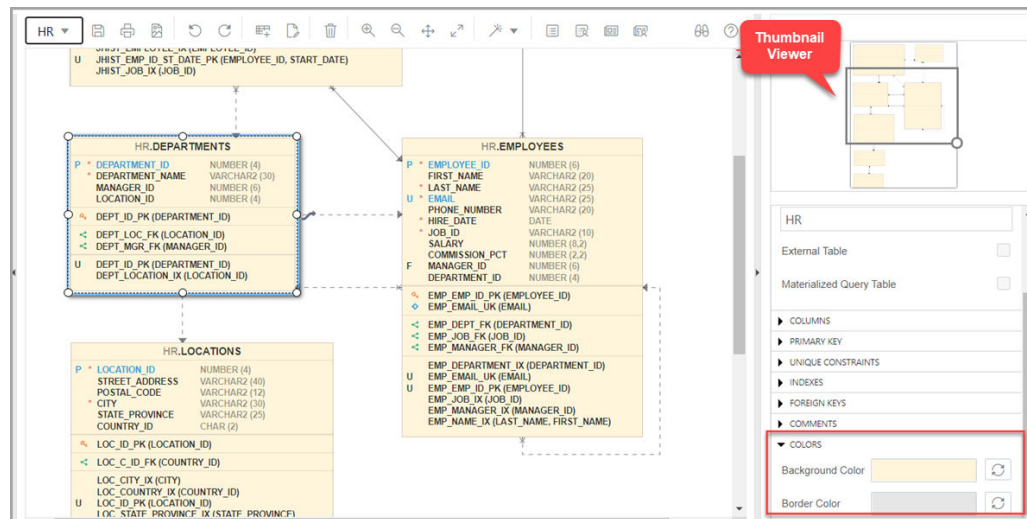 HR
Thumbnail
Viewer
JHIST_EMPLOYEE_IX (EMPLOYEE_ID)
U JHIST_EMP_ID_ST_DATE_PK (EMPLOYEE_ID, START_DATE)
JHIST_JOB_IX (JOB_ID)
HR.DEPARTMENTS
P * DEPARTMENT_ID NUMBER (4)
* DEPARTMENT_NAME VARCHAR2 (30)
MANAGER_ID NUMBER (6)
LOCATION_ID NUMBER (4)
DEPT_ID_PK (DEPARTMENT_ID)
DEPT_LOC_FK (LOCATION_ID)
DEPT_MGR_FK (MANAGER_ID)
U DEPT_ID_PK (DEPARTMENT_ID)
DEPT_LOCATION_IX (LOCATION_ID)
HR.EMPLOYEES
P * EMPLOYEE_ID NUMBER (6)
FIRST_NAME VARCHAR2 (20)
* LAST_NAME VARCHAR2 (25)
U * EMAIL VARCHAR2 (25)
PHONE_NUMBER VARCHAR2 (20)
* HIRE_DATE DATE
* JOB_ID VARCHAR2 (10)
SALARY NUMBER (8,2)
COMMISSION_PCT NUMBER (2,2)
F MANAGER_ID NUMBER (6)
DEPARTMENT_ID NUMBER (4)
EMP_EMP_ID_PK (EMPLOYEE_ID)
EMP_EMAIL_UK (EMAIL)
EMP_DEPT_FK (DEPARTMENT_ID)
EMP_JOB_FK (JOB_ID)
EMP_MANAGER_FK (MANAGER_ID)
EMP_DEPARTMENT_IX (DEPARTMENT_ID)
U EMP_EMAIL_UK (EMAIL)
U EMP_EMP_ID_PK (EMPLOYEE_ID)
EMP_JOB_IX (JOB_ID)
EMP_MANAGER_IX (MANAGER_ID)
EMP_NAME_IX (LAST_NAME, FIRST_NAME)
HR.LOCATIONS
P * LOCATION_ID NUMBER (4)
STREET_ADDRESS VARCHAR2 (40)
POSTAL_CODE VARCHAR2 (12)
* CITY VARCHAR2 (30)
STATE_PROVINCE VARCHAR2 (25)
COUNTRY_ID CHAR (2)
LOC_ID_PK (LOCATION_ID)
LOC_C_ID_FK (COUNTRY_ID)
LOC_CITY_IX (CITY)
LOC_COUNTRY_IX (COUNTRY_ID)
U LOC_ID_PK (LOCATION_ID)
LOC_STATE_PROVINCE_IX (STATE_PROVINCE)
HR
External Table
Materialized Query Table
COLUMNS
PRIMARY KEY
UNIQUE CONSTRAINTS
INDEXES
FOREIGN KEYS
COMMENTS
COLORS
Background Color
Border Color